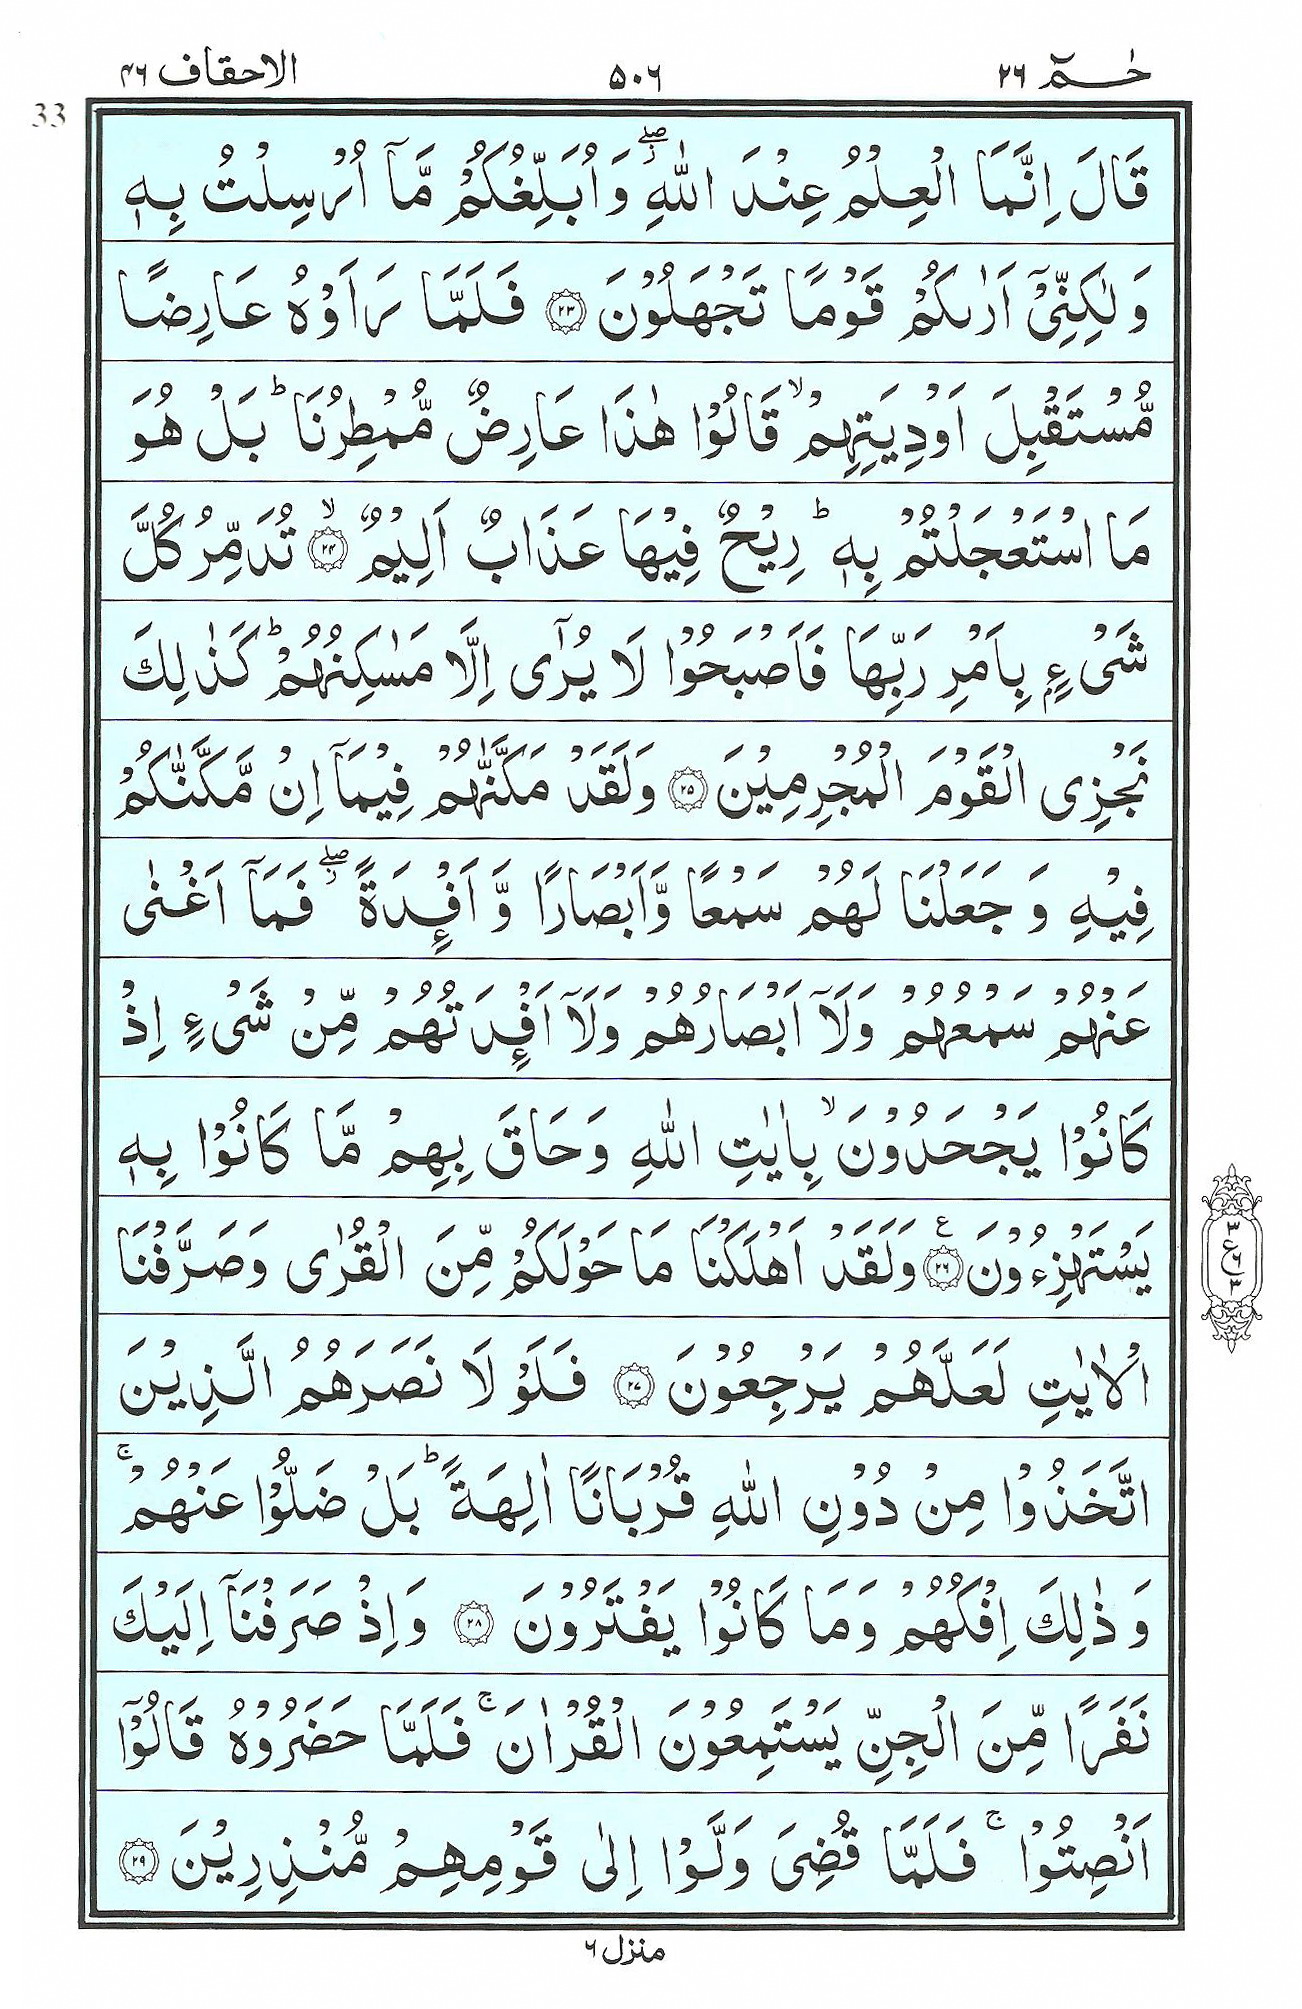 حٰمٓ ٢٦ ٥٠٦ الاحقاف ٤٦
33
قَالَ اِنَّمَا الْعِلْمُ عِنْدَ اللّٰهِ ۖ٘ وَ اُبَلِّغُكُمْ مَّاۤ اُرْسِلْتُ بِهٖ
وَ لٰكِنِّیْۤ اَرٰىكُمْ قَوْمًا تَجْهَلُوْنَ ﴿٢٣﴾ فَلَمَّا رَاَوْهُ عَارِضًا
مُّسْتَقْبِلَ اَوْدِیَتِهِمْ ۙ قَالُوْا هٰذَا عَارِضٌ مُّمْطِرُنَا ؕ بَلْ هُوَ
مَا اسْتَعْجَلْتُمْ بِهٖ ؕ رِیْحٌ فِیْهَا عَذَابٌ اَلِیْمٌ ﴿٢٤﴾ ۙ تُدَمِّرُ كُلَّ
شَیْءٍۭ بِاَمْرِ رَبِّهَا فَاَصْبَحُوْا لَا یُرٰۤی اِلَّا مَسٰكِنُهُمْ ؕ كَذٰلِكَ
نَجْزِی الْقَوْمَ الْمُجْرِمِیْنَ ﴿٢٥﴾ وَلَقَدْ مَكَّنّٰهُمْ فِیْمَاۤ اِنْ مَّكَّنّٰكُمْ
فِیْهِ وَ جَعَلْنَا لَهُمْ سَمْعًا وَّاَبْصَارًا وَّ اَفْـِٕدَةً ۖ٘ فَمَاۤ اَغْنٰی
عَنْهُمْ سَمْعُهُمْ وَلَاۤ اَبْصَارُهُمْ وَلَاۤ اَفْـِٕدَتُهُمْ مِّنْ شَیْءٍ اِذْ
كَانُوْا یَجْحَدُوْنَ ۙ بِاٰیٰتِ اللّٰهِ وَحَاقَ بِهِمْ مَّا كَانُوْا بِهٖ
یَسْتَهْزِءُوْنَ ﴿٢٦﴾ ع وَلَقَدْ اَهْلَكْنَا مَا حَوْلَكُمْ مِّنَ الْقُرٰی وَصَرَّفْنَا
٣ ع ٦ ٣
الْاٰیٰتِ لَعَلَّهُمْ یَرْجِعُوْنَ ﴿٢٧﴾ فَلَوْ لَا نَصَرَهُمُ الَّذِیْنَ
اتَّخَذُوْا مِنْ دُوْنِ اللّٰهِ قُرْبَانًا اٰلِهَةً ؕ بَلْ ضَلُّوْا عَنْهُمْ ۚ
وَ ذٰلِكَ اِفْكُهُمْ وَمَا كَانُوْا یَفْتَرُوْنَ ﴿٢٨﴾ وَاِذْ صَرَفْنَاۤ اِلَیْكَ
نَفَرًا مِّنَ الْجِنِّ یَسْتَمِعُوْنَ الْقُرْاٰنَ ۚ فَلَمَّا حَضَرُوْهُ قَالُوْۤا
اَنْصِتُوْا ۚ فَلَمَّا قُضِیَ وَلَّوْا اِلٰی قَوْمِهِمْ مُّنْذِرِیْنَ ﴿٢٩﴾
منزل ٦